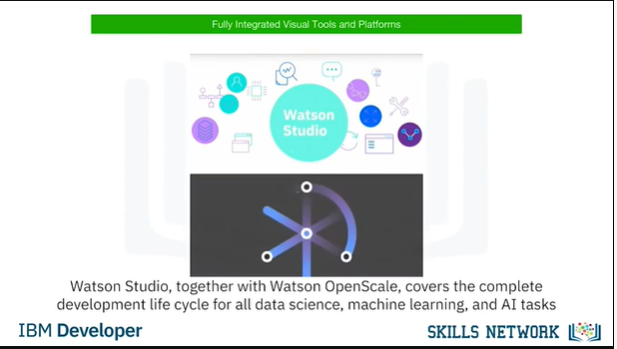 Fully Integrated Visual Tools and Platforms
Watson
Studio
Watson Studio, together with Watson OpenScale, covers the complete
development life cycle for all data science, machine learning, and AI tasks
IBM Developer
SKILLS NETWORK